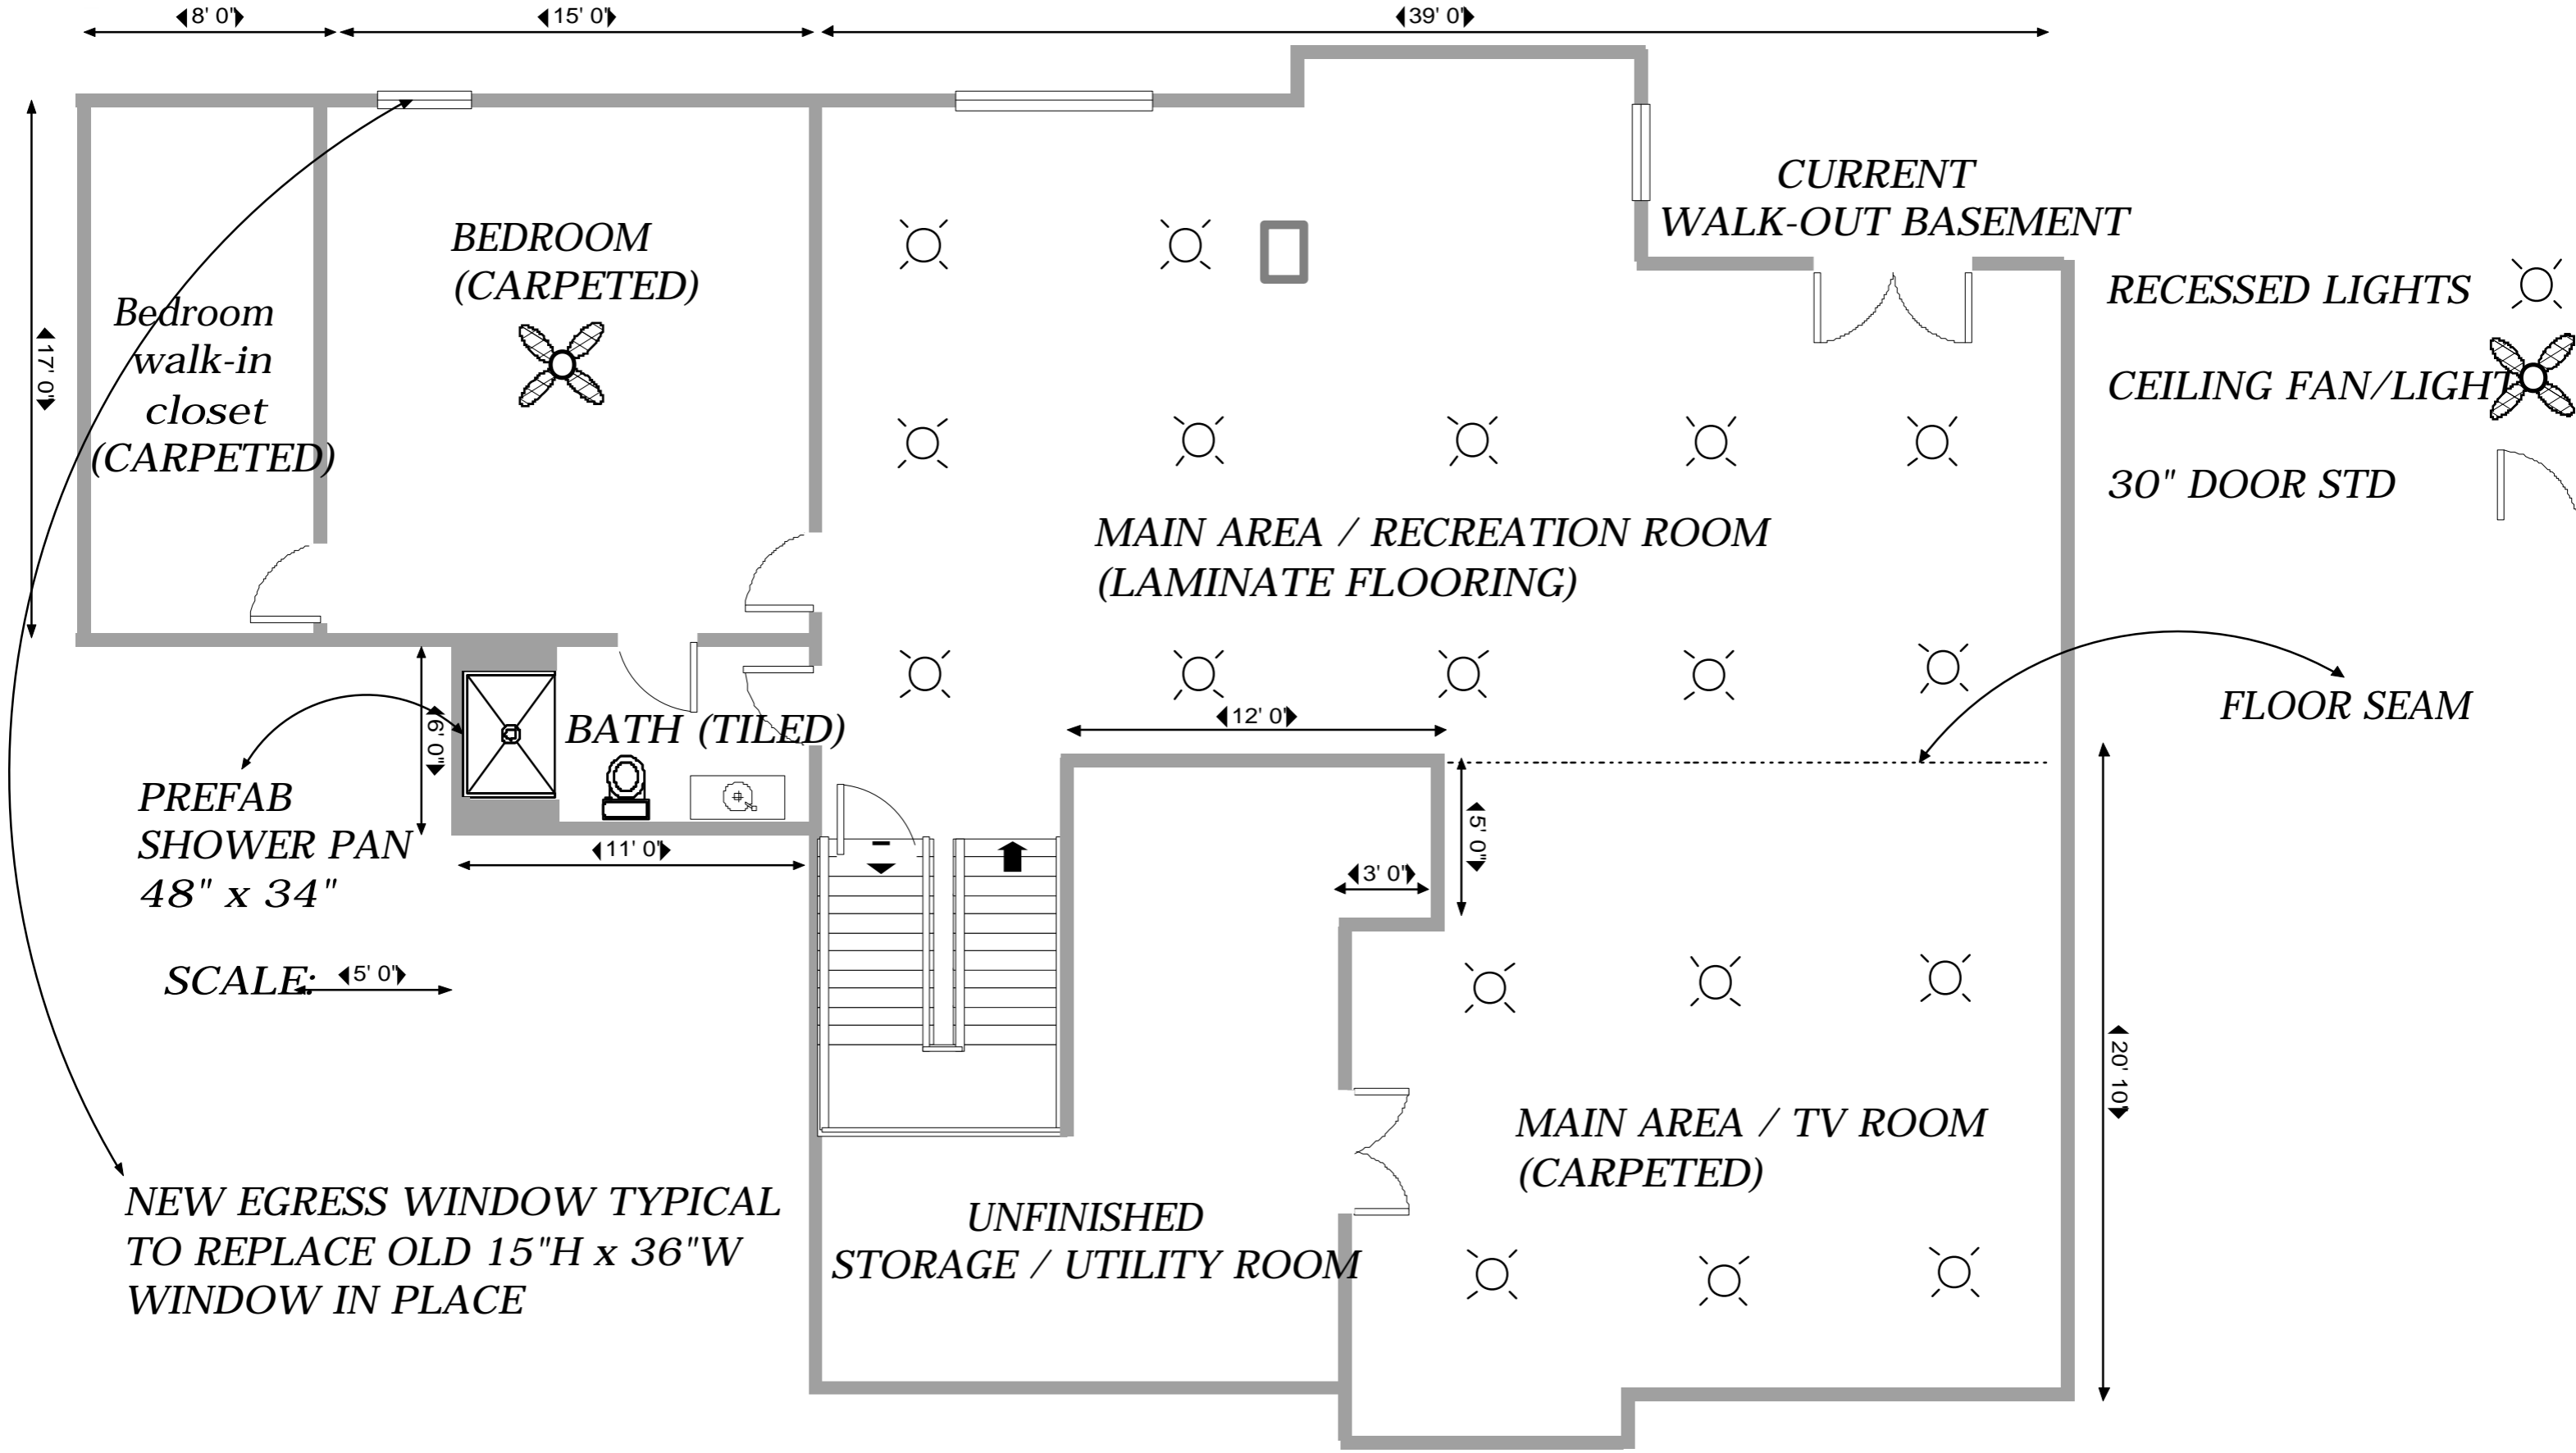 8' 0"
15' 0"
39' 0"
17' 0"
BEDROOM
(CARPETED)
Bedroom
walk-in
closet
(CARPETED)
CURRENT
WALK-OUT BASEMENT
RECESSED LIGHTS
CEILING FAN/LIGHT
30" DOOR STD
MAIN AREA / RECREATION ROOM
(LAMINATE FLOORING)
FLOOR SEAM
12' 0"
6' 0"
BATH (TILED)
PREFAB
SHOWER PAN
48" x 34"
11' 0"
5' 0"
3' 0"
SCALE:
5' 0"
20' 10"
MAIN AREA / TV ROOM
(CARPETED)
UNFINISHED
STORAGE / UTILITY ROOM
NEW EGRESS WINDOW TYPICAL
TO REPLACE OLD 15"H x 36"W
WINDOW IN PLACE